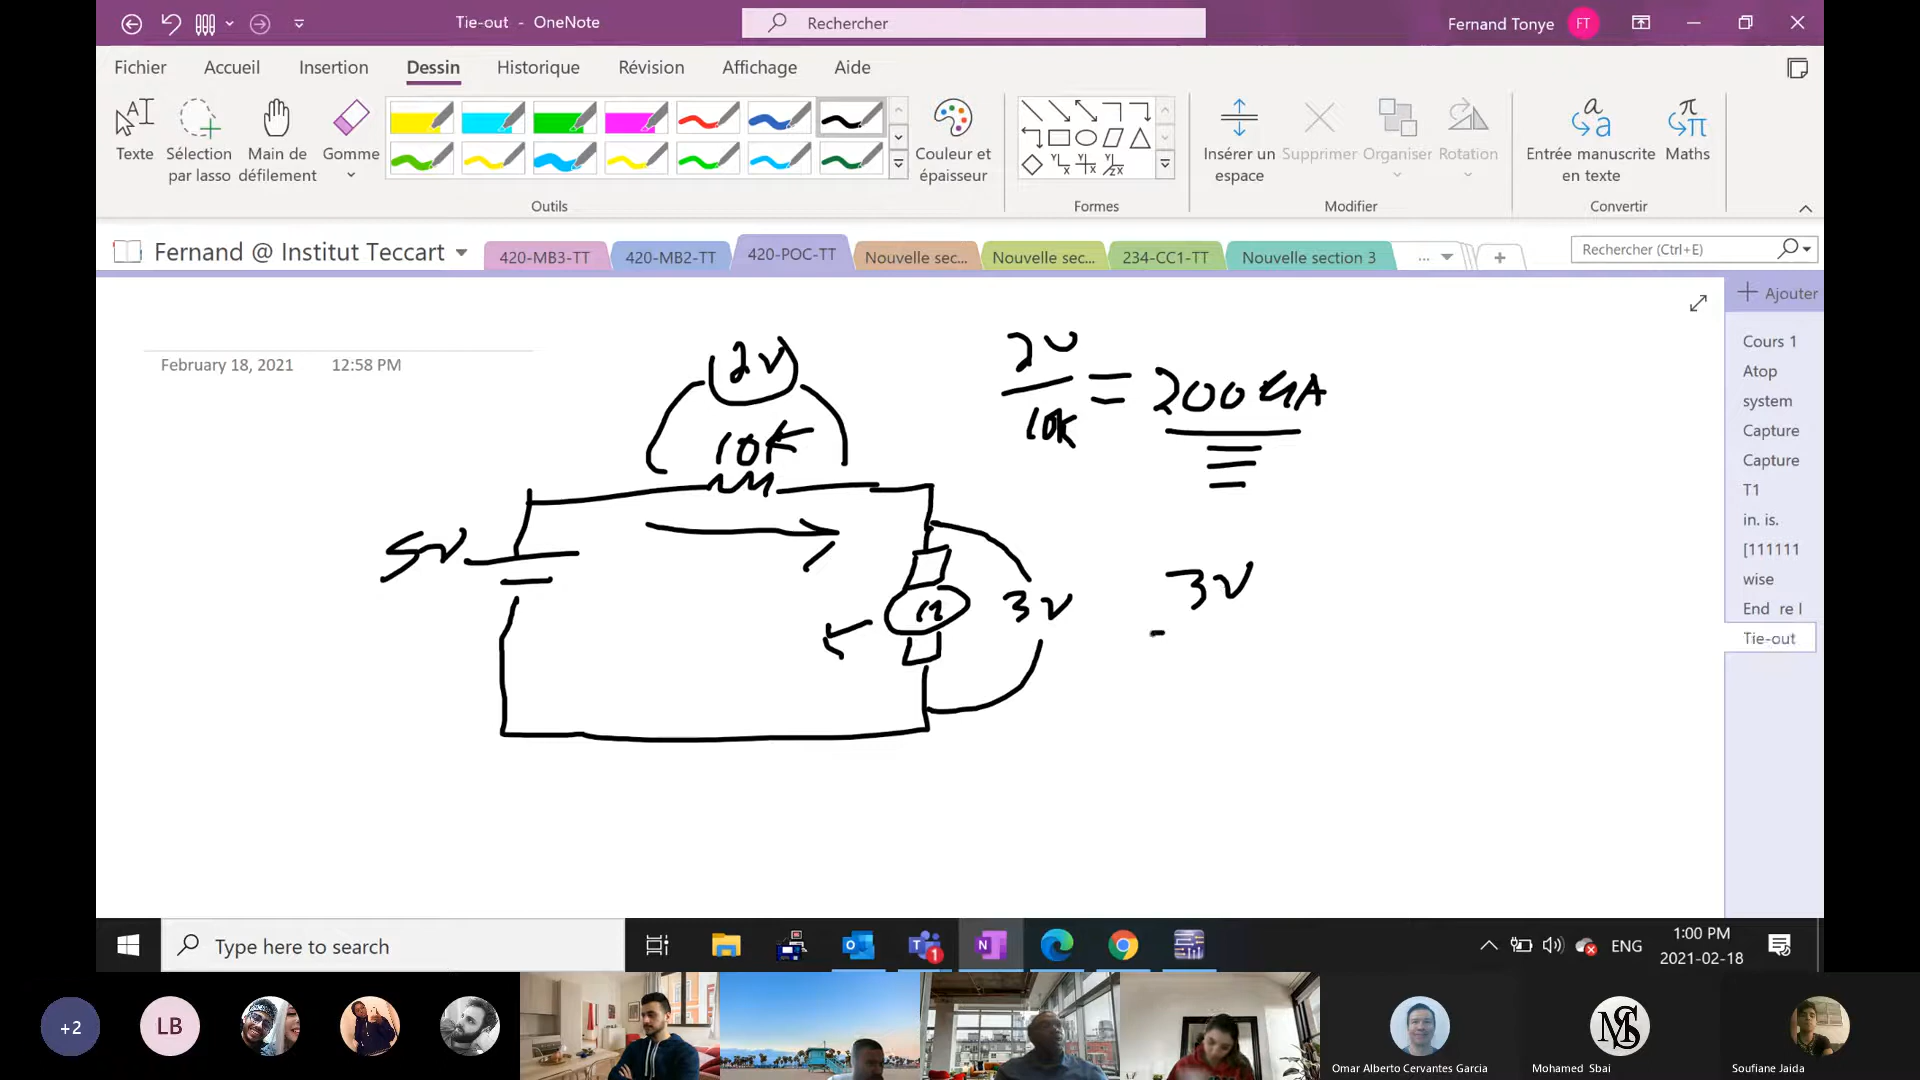 Tie-out - OneNote
Rechercher
Fernand Tonye FT
Fichier Accueil Insertion Dessin Historique Révision Affichage Aide
Texte
Sélection par lasso
Main de défilement
Gomme
Couleur et épaisseur
Insérer un espace
Supprimer
Organiser
Rotation
Entrée manuscrite en texte
Maths
Outils
Formes
Modifier
Convertir
Fernand @ Institut Teccart
420-MB3-TT
420-MB2-TT
420-POC-TT
Nouvelle sec...
Nouvelle sec...
234-CC1-TT
Nouvelle section 3
...
Rechercher (Ctrl+E)
Ajouter
Cours 1
Atop
system
Capture
Capture
T1
in. is.
[111111
wise
End re l
Tie-out
February 18, 2021 12:58 PM
2V
10K
5V
M
3V
2V
10K
=
3V
Type here to search
1
ENG
1:00 PM
2021-02-18
+2
LB
MS
Omar Alberto Cervantes Garcia
Mohamed Sbai
Soufiane Jaida